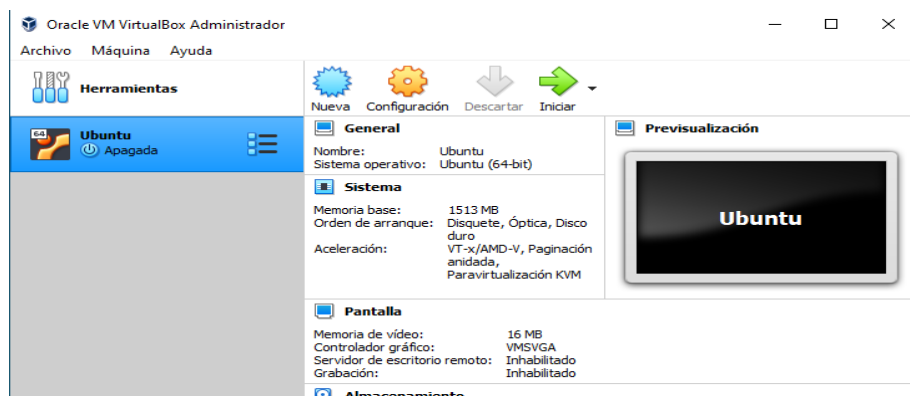 Oracle VM VirtualBox Administrador
Archivo Máquina Ayuda
Herramientas
Nueva Configuración Descartar Iniciar
64
Ubuntu
Apagada
General
Nombre: Ubuntu
Sistema operativo: Ubuntu (64-bit)
Sistema
Memoria base: 1513 MB
Orden de arranque: Disquete, Óptica, Disco
duro
Aceleración: VT-x/AMD-V, Paginación
anidada,
Paravirtualización KVM
Previsualización
Ubuntu
Pantalla
Memoria de vídeo: 16 MB
Controlador gráfico: VMSVGA
Servidor de escritorio remoto: Inhabilitado
Grabación: Inhabilitado
Almacenamiento